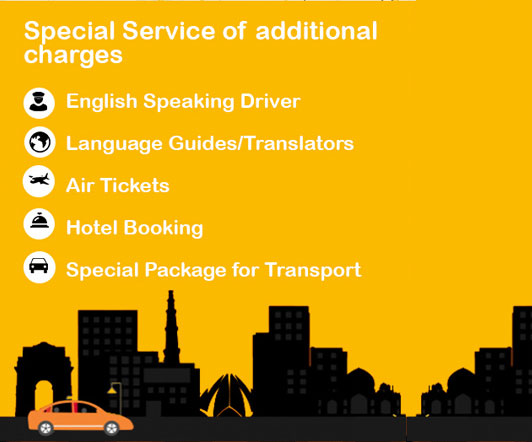 Special Service of additional
charges
English Speaking Driver
Language Guides/Translators
Air Tickets
Hotel Booking
Special Package for Transport